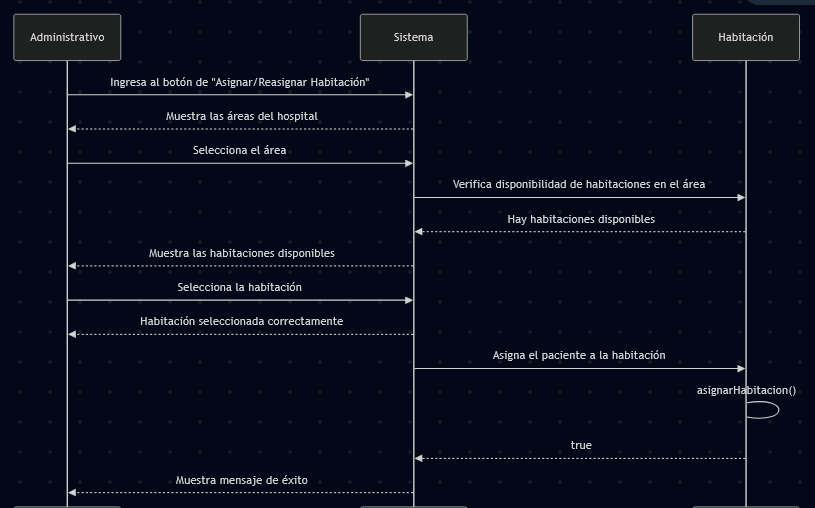 Administrativo
Sistema
Habitación
Ingresa al botón de "Asignar/Reasignar Habitación"
Muestra las áreas del hospital
Selecciona el área
Verifica disponibilidad de habitaciones en el área
Hay habitaciones disponibles
Muestra las habitaciones disponibles
Selecciona la habitación
Habitación seleccionada correctamente
Asigna el paciente a la habitación
asignarHabitacion()
true
Muestra mensaje de éxito